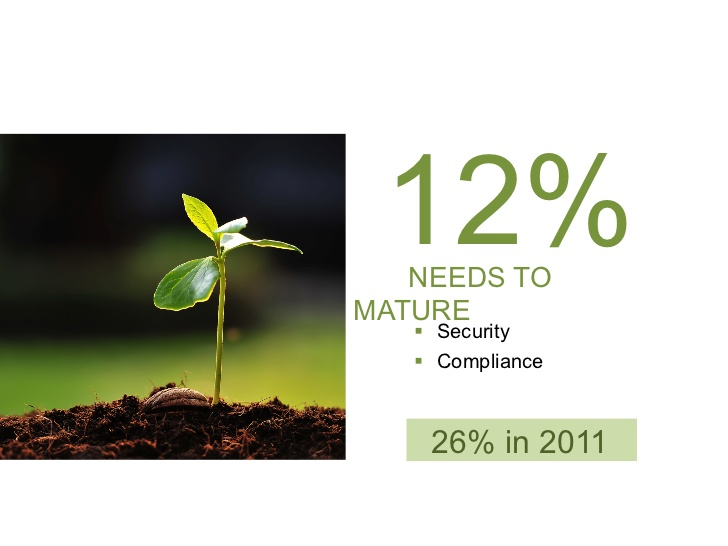 12%
NEEDS TO
MATURE
▪ Security
▪ Compliance
26% in 2011